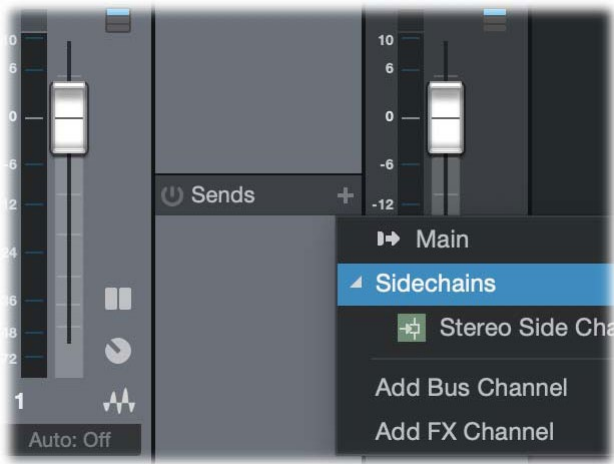 10
6
0
-6
12
24
36
48
72
1
Auto: Off
Sends +
10
6
0
-6
-12
Main
Sidechains
Stereo Side Cha
Add Bus Channel
Add FX Channel